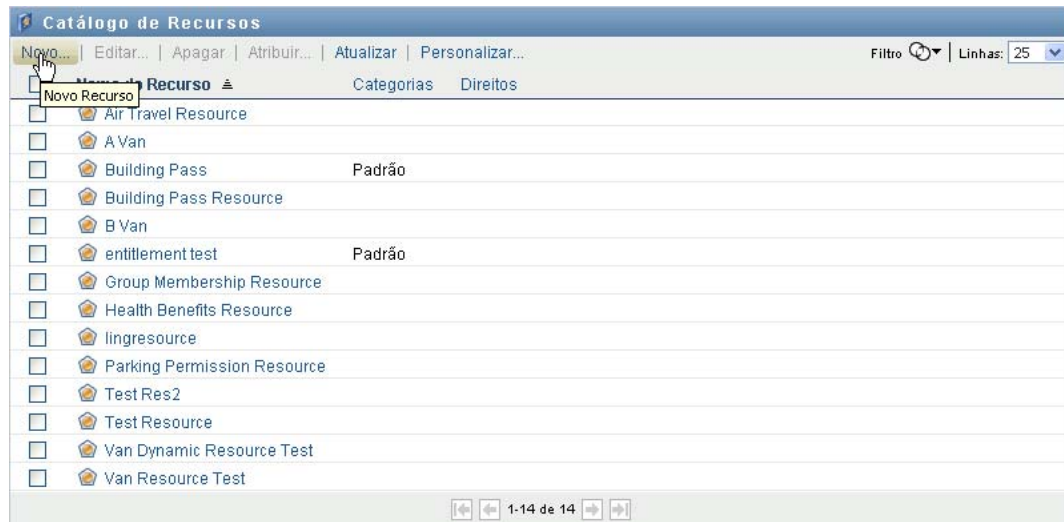 Catálogo de Recursos
Novo... | Editar... | Apagar | Atribuir... | Atualizar | Personalizar... Filtro | Linhas: 25
Recurso Categorias Direitos
Novo Recurso
Air Travel Resource
A Van
Building Pass Padrão
Building Pass Resource
B Van
entitlement test Padrão
Group Membership Resource
Health Benefits Resource
lingresource
Parking Permission Resource
Test Res2
Test Resource
Van Dynamic Resource Test
Van Resource Test
1-14 de 14